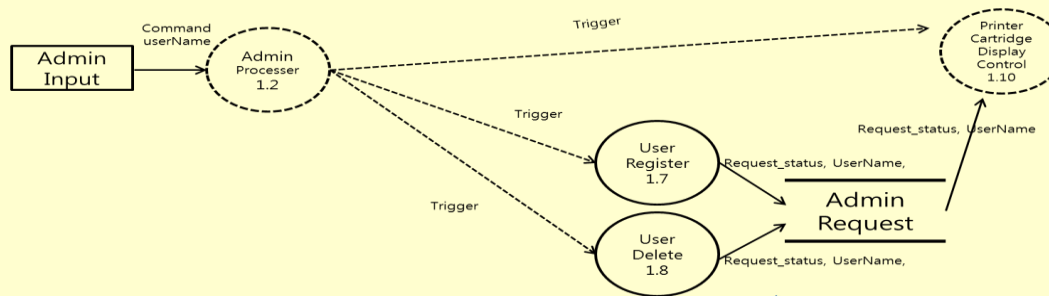 Command
userName
Admin
Input
Admin
Processer
1.2
Trigger
Printer
Cartridge
Display
Control
1.10
Trigger
Request_status, UserName
User
Register
1.7
Request_status, UserName,
Trigger
Admin
Request
User
Delete
1.8
Request_status, UserName,